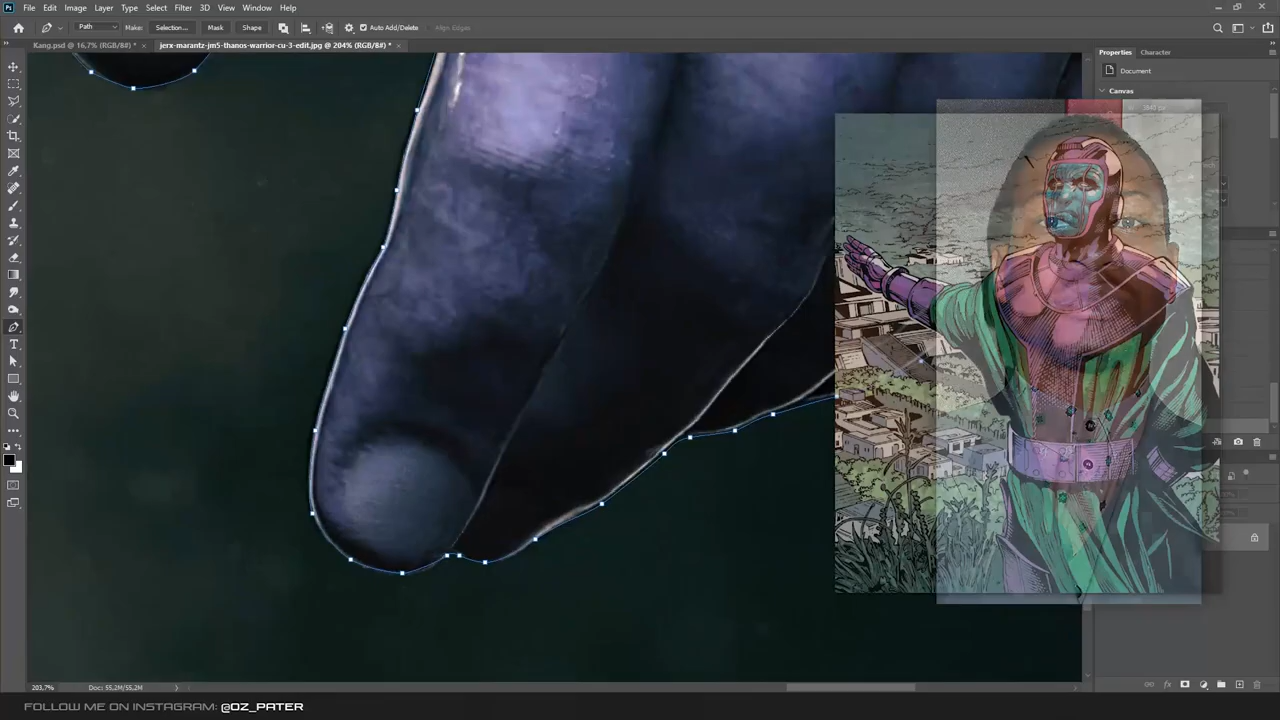 File Edit Image Layer Type Select Filter 3D View Window Help
Path Make: Selection... Mask Shape Auto Add/Delete Align Edges
Kang.psd @ 16,7% (RGB/8#) * × jerx-marantz-jm5-thanos-warrior-cu-3-edit.jpg @ 204% (RGB/8#) * ×
Properties Character
Document
Canvas
203,7% Doc: 55,2M/55,2M
FOLLOW ME ON INSTAGRAM: @OZ_PATER